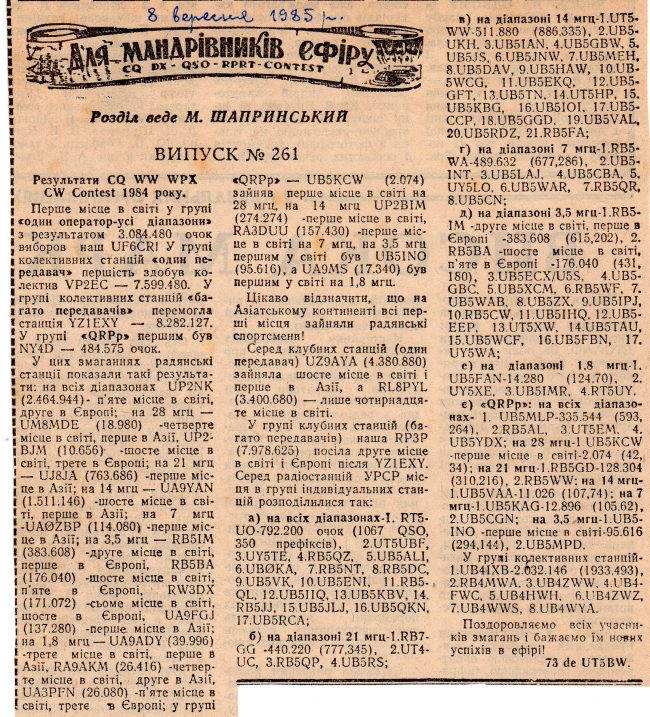 8 вересня 1985 р.
Для МАНДРІВНИКІВ ЕФІРУ
CQ DX - QSO - RPRT - CONTEST
Розділ веде М. ШАПРИНСЬКИЙ
ВИПУСК № 261
Результати CQ WW WPX
CW Contest 1984 року.
Перше місце в світі у групі
«один оператор-усі діапазони»
з результатом 3.084.480 очок
виборов наш UF6CR! У групі
колективних станцій «один пе-
редавач» першість здобув ко-
лектив VP2EC — 7.599.480. У
групі колективних станцій «ба-
гато передавачів» перемогла
станція YZ1EXY — 8.282.127.
У групі «QRPp» першим був
NY4D — 484.575 очок.
У цих змаганнях радянські
станції показали такі результа-
ти: на всіх діапазонах UP2NK
(2.464.944)- п'яте місце в світі,
друге в Європі; на 28 мгц —
UM8MDE (18.980) -четверте
місце в світі, перше в Азії, UP2-
BJM (10.656) -шосте місце в
світі, третє в Європі; на 21 мгц
— UJ8JA (763.686) -перше міс-
це в Азії; на 14 мгц — UA9YAN
(1.511.146) -шосте місце в сві-
ті, перше в Азії, на 7 мгц
-UAØZBP (114.080) -перше міс-
це в Азії; на 3,5 мгц — RB5IM
(383.608) -друге місце в світі,
перше в Європі, RB5BA
(176.040) -шосте місце в світі,
п'яте в Європі, RW3DX
(171.072) -сьоме місце в світі,
шосте в Європі, UA9FGJ
(137.280) -перше місце в Азії;
на 1,8 мгц — UA9ADY (39.996)
-третє місце в світі, перше в
Азії, RA9AKM (26.416) -четвер-
те місце в світі, друге в Азії,
UA3PFN (26.080) -п'яте місце в
світі, третє в Європі; у групі
«QRPp» — UB5KCW (2.074)
зайняв перше місце в світі на
28 мгц, на 14 мгц UP2BIM
(274.274) -перше місце в світі,
RA3DUU (157.430) -перше міс-
це в світі на 7 мгц, на 3,5 мгц
першим у світі був UB5INO
(95.616), а UA9MS (17.340) був
першим у світі на 1,8 мгц.
Цікаво відзначити, що на
Азіатському континенті всі пер-
ші місця зайняли радянські
спортсмени!
Серед клубних станцій (один
передавач) UZ9AYA (4.380.880)
зайняла шосте місце в світі і
перше в Азії, а RL8PYL
(3.400.680) — лише чотирнадця-
те місце в світі.
У групі клубних станцій (ба-
гато передавачів) наша RP3P
(7.978.625) посіла друге місце
в світі і Європі після YZ1EXY.
Серед радіостанцій УРСР міс-
ця в групі індивідуальних стан-
цій розподілилися так:
а) на всіх діапазонах-1. RT5-
UO-792.200 очок (1067 QSO,
350 префіксів), 2.UT5UBF,
3.UY5TE, 4.RB5QZ, 5.UB5ALI,
6.UBØKA, 7.RB5NT, 8.RB5DC,
9.UB5VK, 10.UB5ENI, 11.RB5-
QL, 12.UB5IIQ, 13.UB5KBV, 14.
RB5JJ, 15.UB5JLJ, 16.UB5QKN,
17.UB5RCA;
б) на діапазоні 21 мгц-1.RB7-
GG -440.220 (777,345), 2.UT4-
UC, 3.RB5QP, 4.UB5RS;
в) на діапазоні 14 мгц-1.UT5-
WW-511.880 (886,335), 2.UB5-
UKH, 3.UB5IAN, 4.UB5GBW, 5.
UB5JS, 6.UB5JNW, 7.UB5MEH,
8.UB5DAV, 9.UB5HAW, 10.UB-
5WCG, 11.UB5EKQ, 12.UB5-
GFT, 13.UB5TN, 14.UT5HP, 15.
UB5KBG, 16.UB5IOI, 17.UB5-
CCP, 18.UB5GGD, 19.UB5VAL,
20.UB5RDZ, 21.RB5FA;
г) на діапазоні 7 мгц-1.RB5-
WA-489.632 (677,286), 2.UB5-
INT, 3.UB5LAJ, 4.UB5CBA, 5.
UY5LO, 6.UB5WAR, 7.RB5QR,
8.UB5CN;
д) на діапазоні 3,5 мгц-1.RB5-
IM -друге місце в світі, перше в
Європі -383.608 (615,202), 2.
RB5BA -шосте місце в світі,
п'яте в Європі -176.040 (431,
180), 3.UB5ECX/U5S, 4.UB5-
GBC, 5.UB5XCM, 6.RB5WF, 7.
UB5WAB, 8.UB5ZX, 9.UB5IPJ,
10.RB5CW, 11.UB5IHQ, 12.UB5-
EEP, 13.UT5XW, 14.UB5TAU,
15.UB5WCF, 16.UB5FBN, 17.
UY5WA;
е) на діапазоні 1,8 мгц-1.
UB5FAN-14.280 (124.70), 2.
UY5XE, 3.UB5IMR, 4.RT5UY.
є) «QRPp»: на всіх діапазо-
нах- 1. UB5MLP-335.544 (593,
264), 2.RB5AL, 3.UT5EM, 4.
UB5YDX; на 28 мгц-1.UB5KCW
-перше місце в світі-2.074 (42,
34); на 21 мгц-1.RB5GD-128.304
(310,216), 2.RB5WW; на 14 мгц-
1.UB5VAA-11.026 (107,74); на 7
мгц-1.UB5KAG-12.896 (105.62),
2.UB5CGN; на 3,5 мгц-1.UB5-
INO -перше місце в світі-95.616
(294,144), 2.UB5MPD.
У групі колективних станцій-
1.UB4IXB-2.032.146 (1933,493),
2.RB4MWA, 3.UB4ZWW, 4.UB4-
FWC, 5.UB4HWH, 6.UB4ZWZ,
7.UB4WWS, 8.UB4WYA.
Поздоровляємо всіх учасни-
ків змагань і бажаємо їм нових
успіхів в ефірі!
73 de UT5BW.